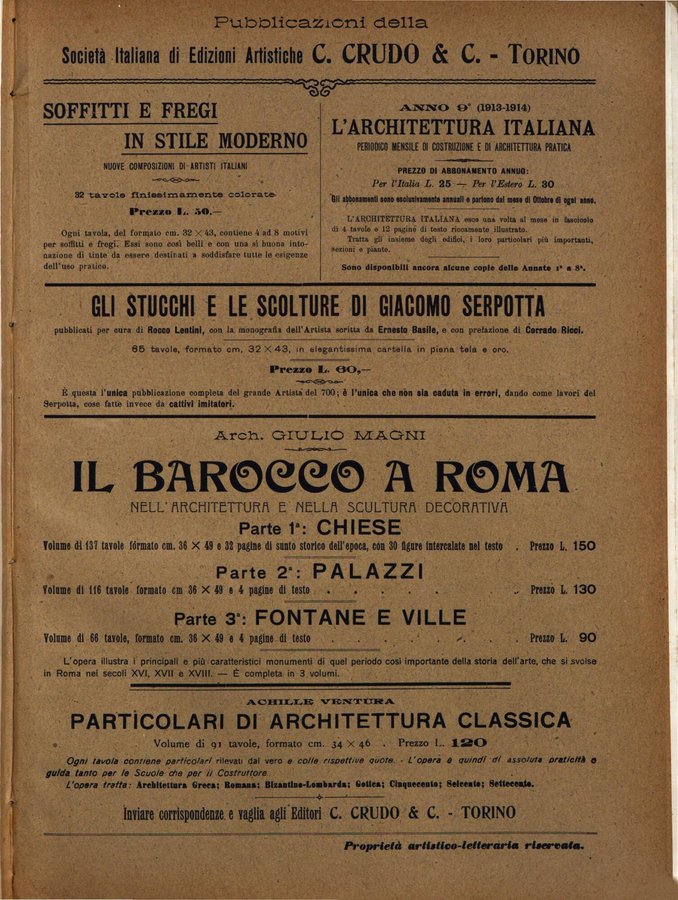 Pubblicazioni della
Società Italiana di Edizioni Artistiche C. CRUDO & C. - TORINO
SOFFITTI E FREGI
IN STILE MODERNO
NUOVE COMPOSIZIONI DI ARTISTI ITALIANI
32 tavole finissimamente colorate
Prezzo L. 50,—
Ogni tavola, del formato cm. 32 × 43, contiene 4 ad 8 motivi
per soffitti e fregi. Essi sono così belli e con una sì buona into-
nazione di tinte da essere destinati a soddisfare tutte le esigenze
dell'uso pratico.
ANNO 9° (1913-1914)
L'ARCHITETTURA ITALIANA
PERIODICO MENSILE DI COSTRUZIONE E DI ARCHITETTURA PRATICA
PREZZO DI ABBONAMENTO ANNUO:
Per l'Italia L. 25 — Per l'Estero L. 30
Gli abbonamenti sono esclusivamente annuali e partono dal mese di Ottobre di ogni anno.
L'ARCHITETTURA ITALIANA esce una volta al mese in fascicolo
di 4 tavole e 12 pagine di testo riccamente illustrato.
Tratta gli insieme degli edifici, i loro particolari più importanti,
sezioni e piante.
Sono disponibili ancora alcune copie delle Annate 1ª a 8ª.
GLI STUCCHI E LE SCOLTURE DI GIACOMO SERPOTTA
pubblicati per cura di Rocco Lentini, con la monografia dell'Artista scritta da Ernesto Basile, e con prefazione di Corrado Ricci.
65 tavole, formato cm, 32 × 43, in elegantissima cartella in piena tela e oro.
Prezzo L. 60,—
È questa l'unica pubblicazione completa del grande Artista del 700; è l'unica che non sia caduta in errori, dando come lavori del
Serpotta, cose fatte invece da cattivi imitatori.
Arch. GIULIO MAGNI
IL BAROCCO A ROMA
NELL'ARCHITETTURA E NELLA SCULTURA DECORATIVA
Parte 1ª: CHIESE
Volume di 137 tavole formato cm. 36 × 49 e 32 pagine di sunto storico dell'epoca, con 30 figure intercalate nel testo . Prezzo L. 150
Parte 2ª: PALAZZI
Volume di 116 tavole formato cm 36 × 49 e 4 pagine di testo . . . . . . Prezzo L. 130
Parte 3ª: FONTANE E VILLE
Volume di 66 tavole, formato cm. 36 × 49 e 4 pagine di testo . . . . . . Prezzo L. 90
L'opera illustra i principali e più caratteristici monumenti di quel periodo così importante della storia dell'arte, che si svolse
in Roma nei secoli XVI, XVII e XVIII. — È completa in 3 volumi.
ACHILLE VENTURA
PARTICOLARI DI ARCHITETTURA CLASSICA
Volume di 91 tavole, formato cm. 34 × 46 . Prezzo L. 120
Ogni tavola contiene particolari rilevati dal vero e colle rispettive quote. - L'opera è quindi di assoluta praticità e
guida tanto per le Scuole che per il Costruttore
L'opera tratta: Architettura Greca; Romana; Bizantino-Lombarda; Gotica; Cinquecento; Seicento; Settecento.
Inviare corrispondenze e vaglia agli Editori C. CRUDO & C. - TORINO
Proprietà artistico-letteraria riservata.